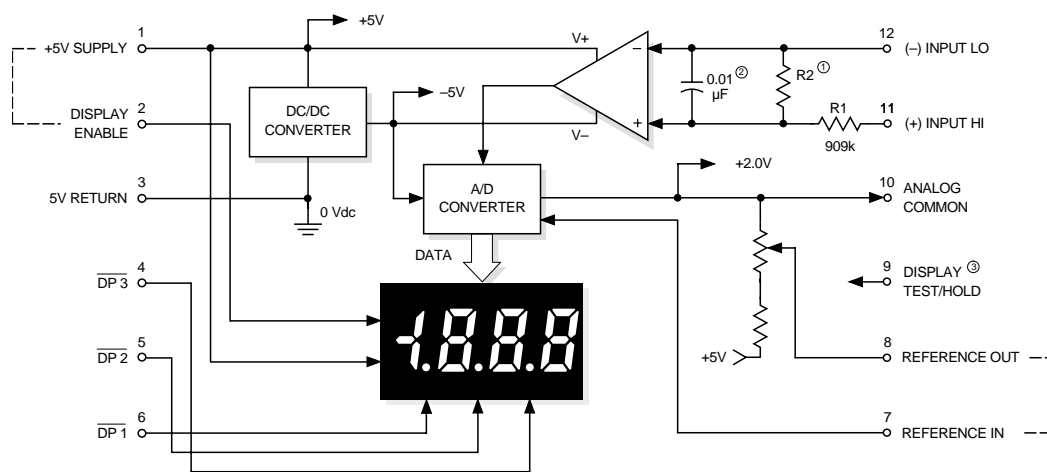 +5V SUPPLY 1
DISPLAY 2
ENABLE
5V RETURN 3
DP 3 4
DP 2 5
DP 1 6
+5V
DC/DC
CONVERTER
0 Vdc
–5V
V+
V–
–
+
0.01 ②
µF
R2 ①
R1
909k
12 (–) INPUT LO
11 (+) INPUT HI
A/D
CONVERTER
DATA
+2.0V
10 ANALOG
COMMON
9 DISPLAY ③
TEST/HOLD
+5V
8 REFERENCE OUT
7 REFERENCE IN
-1.8.8.8